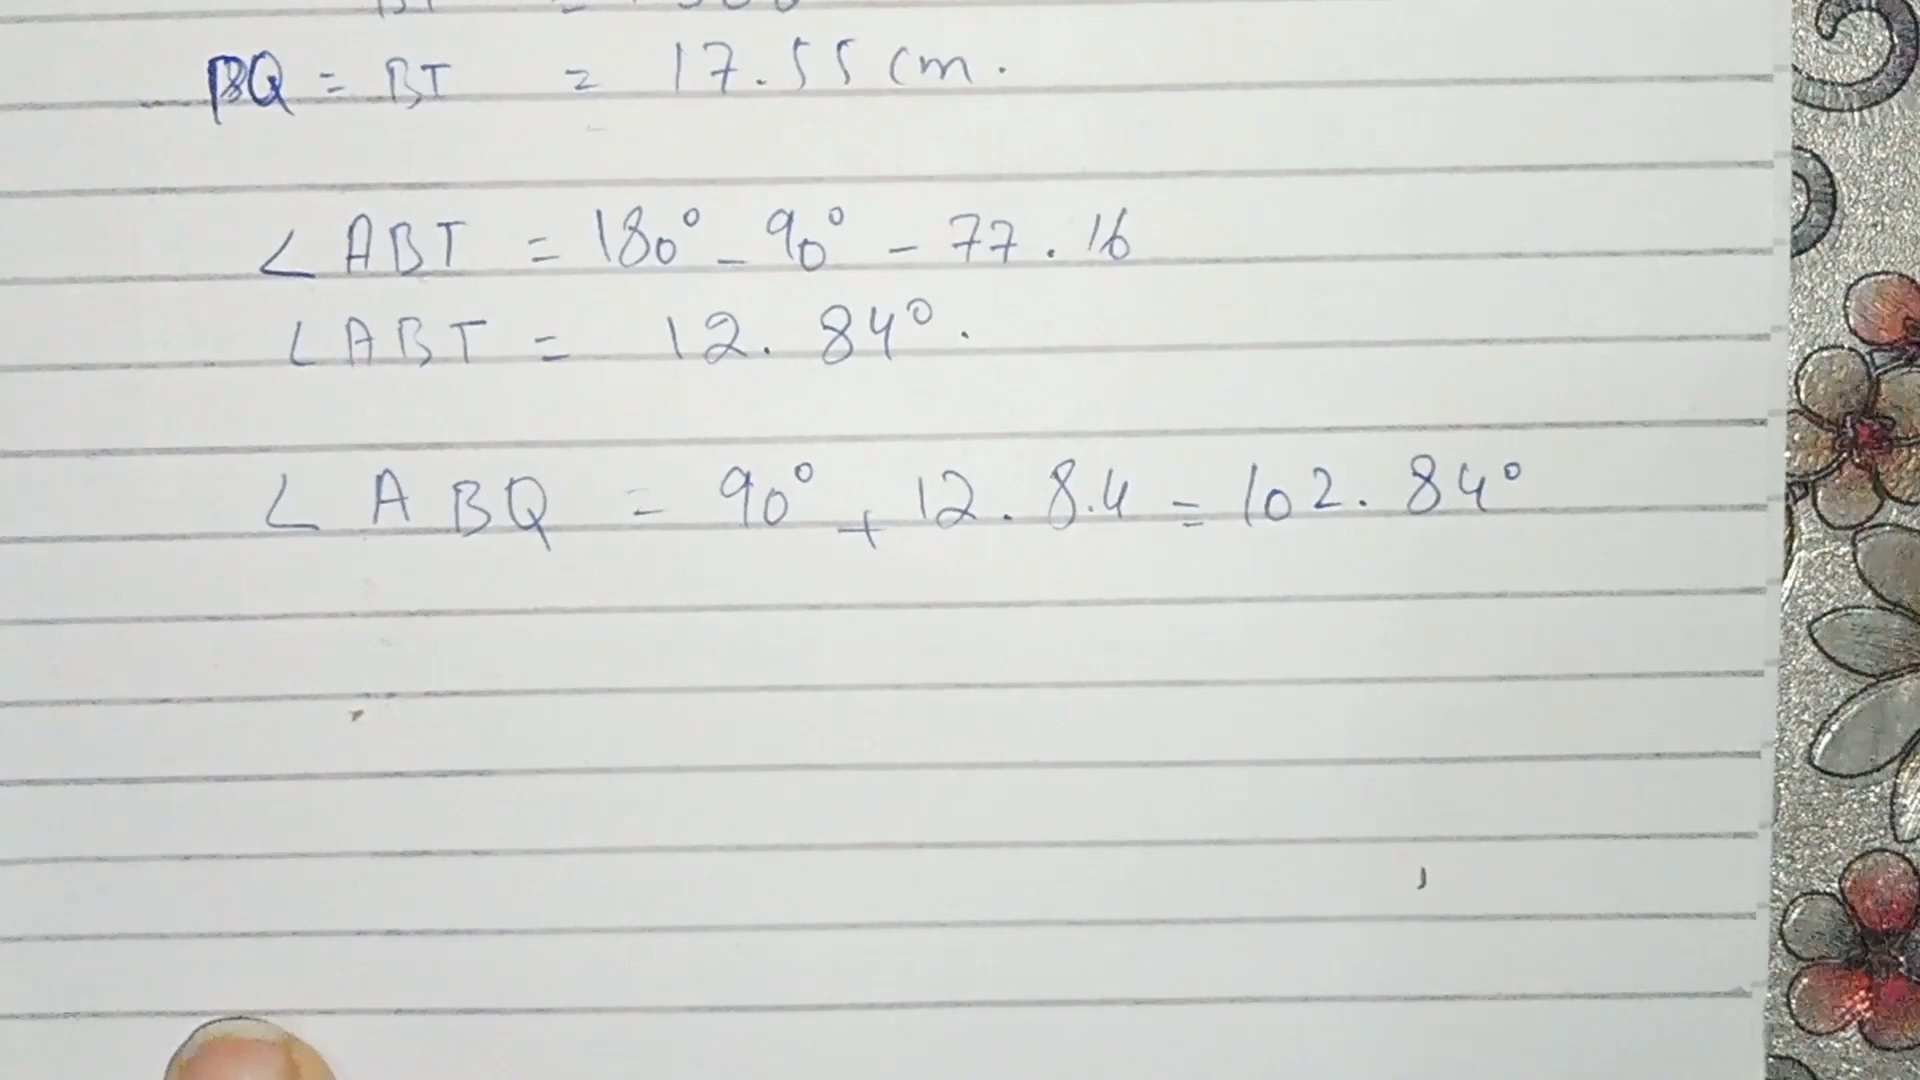 BQ = BT = 17.55 cm.
∠ ABT = 180° - 90° - 77.16
∠ ABT = 12.84°.
∠ ABQ = 90° + 12.8.4 = 102.84°